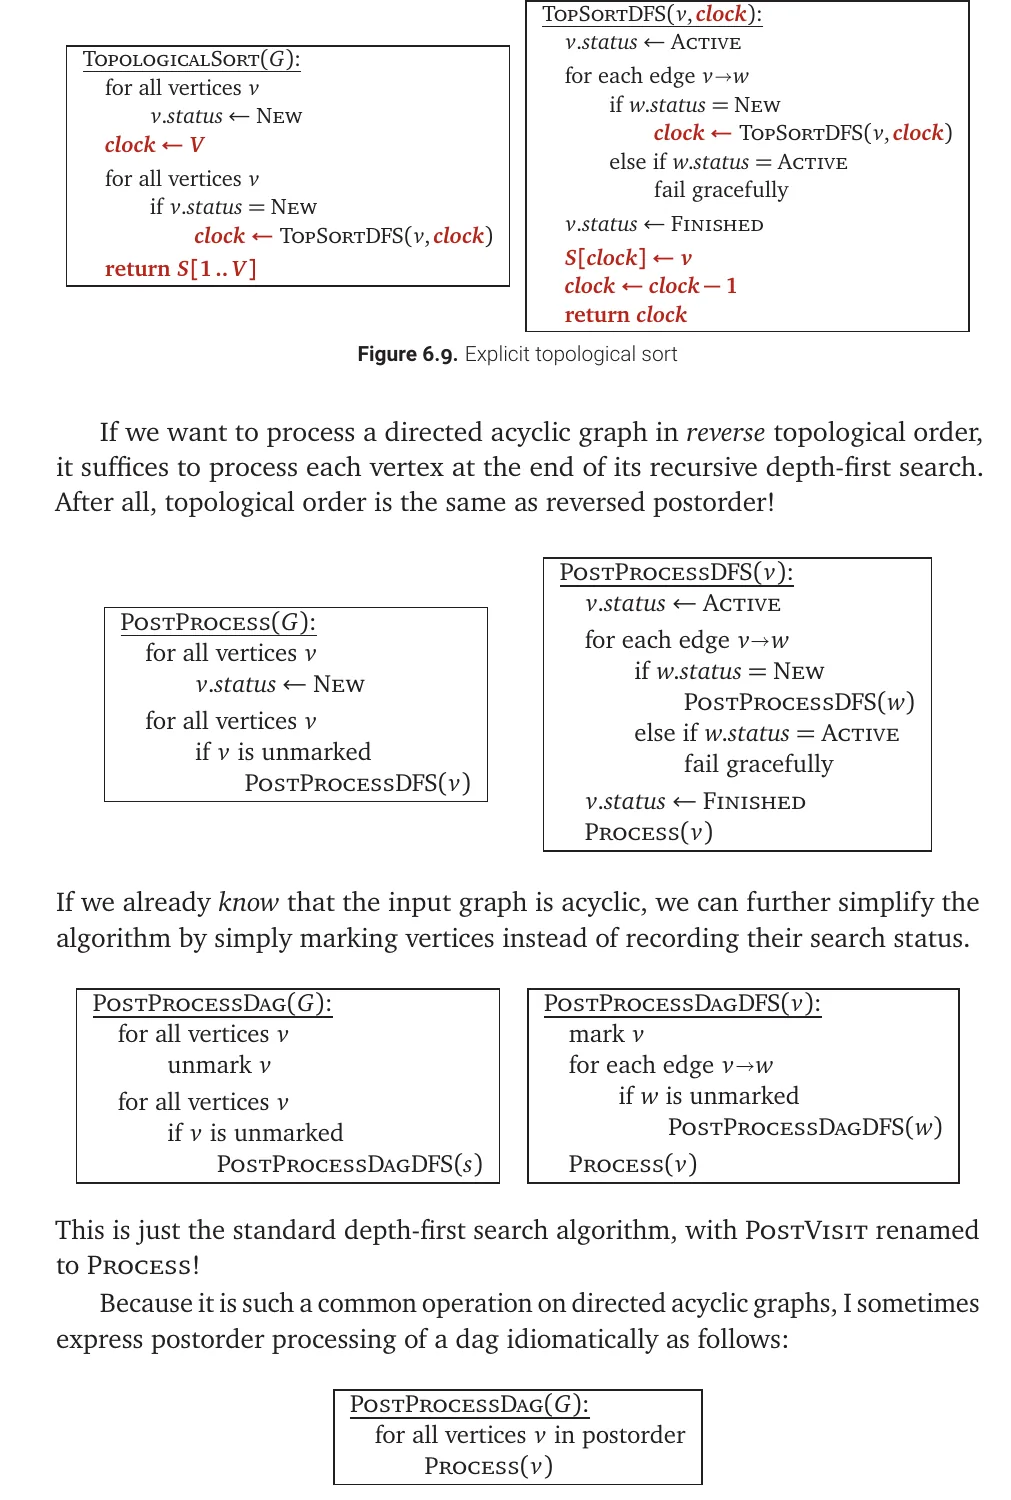 TopologicalSort(G):
for all vertices v
v.status ← New
clock ← V
for all vertices v
if v.status = New
clock ← TopSortDFS(v, clock)
return S[1 .. V]
TopSortDFS(v, clock):
v.status ← Active
for each edge v→w
if w.status = New
clock ← TopSortDFS(v, clock)
else if w.status = Active
fail gracefully
v.status ← Finished
S[clock] ← v
clock ← clock − 1
return clock
Figure 6.9. Explicit topological sort
If we want to process a directed acyclic graph in reverse topological order,
it suffices to process each vertex at the end of its recursive depth-first search.
After all, topological order is the same as reversed postorder!
PostProcess(G):
for all vertices v
v.status ← New
for all vertices v
if v is unmarked
PostProcessDFS(v)
PostProcessDFS(v):
v.status ← Active
for each edge v→w
if w.status = New
PostProcessDFS(w)
else if w.status = Active
fail gracefully
v.status ← Finished
Process(v)
If we already know that the input graph is acyclic, we can further simplify the
algorithm by simply marking vertices instead of recording their search status.
PostProcessDag(G):
for all vertices v
unmark v
for all vertices v
if v is unmarked
PostProcessDagDFS(s)
PostProcessDagDFS(v):
mark v
for each edge v→w
if w is unmarked
PostProcessDagDFS(w)
Process(v)
This is just the standard depth-first search algorithm, with PostVisit renamed
to Process!
Because it is such a common operation on directed acyclic graphs, I sometimes
express postorder processing of a dag idiomatically as follows:
PostProcessDag(G):
for all vertices v in postorder
Process(v)